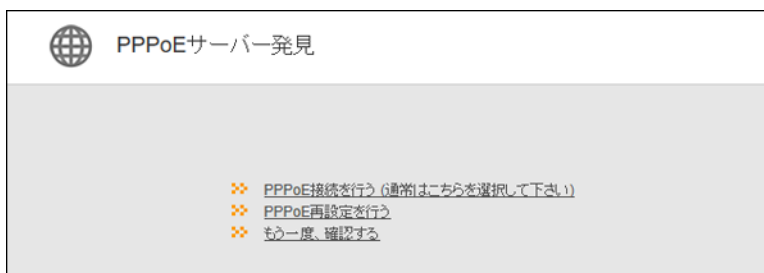 PPPoEサーバー発見
PPPoE接続を行う (通常はこちらを選択して下さい)
PPPoE再設定を行う
もう一度、確認する